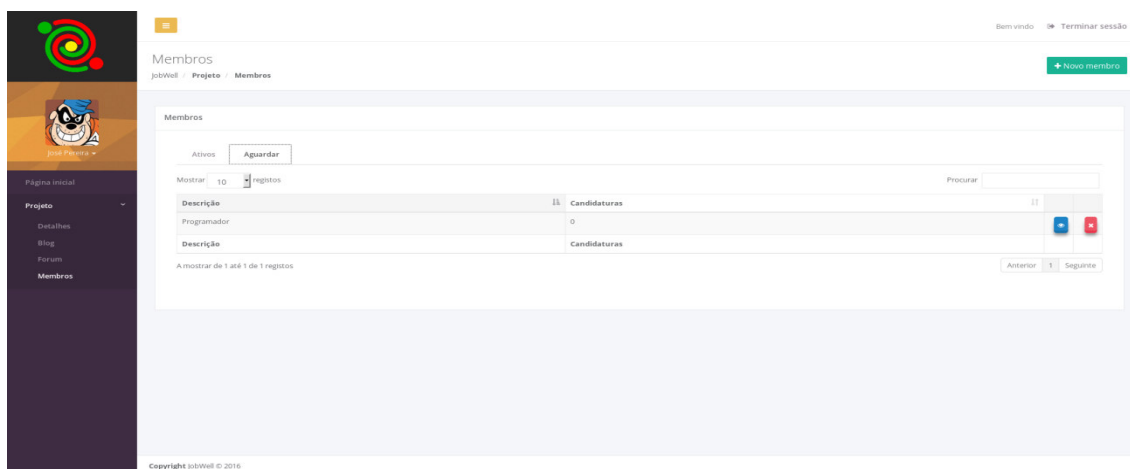 Bem vindo Terminar sessão
Membros
JobWell / Projeto / Membros
+ Novo membro
José Pereira
Página inicial
Projeto
Detalhes
Blog
Forum
Membros
Membros
Ativos Aguardar
Mostrar 10 registos Procurar
Descrição Candidaturas
Programador 0
Descrição Candidaturas
A mostrar de 1 até 1 de 1 registos Anterior 1 Seguinte
Copyright JobWell © 2016